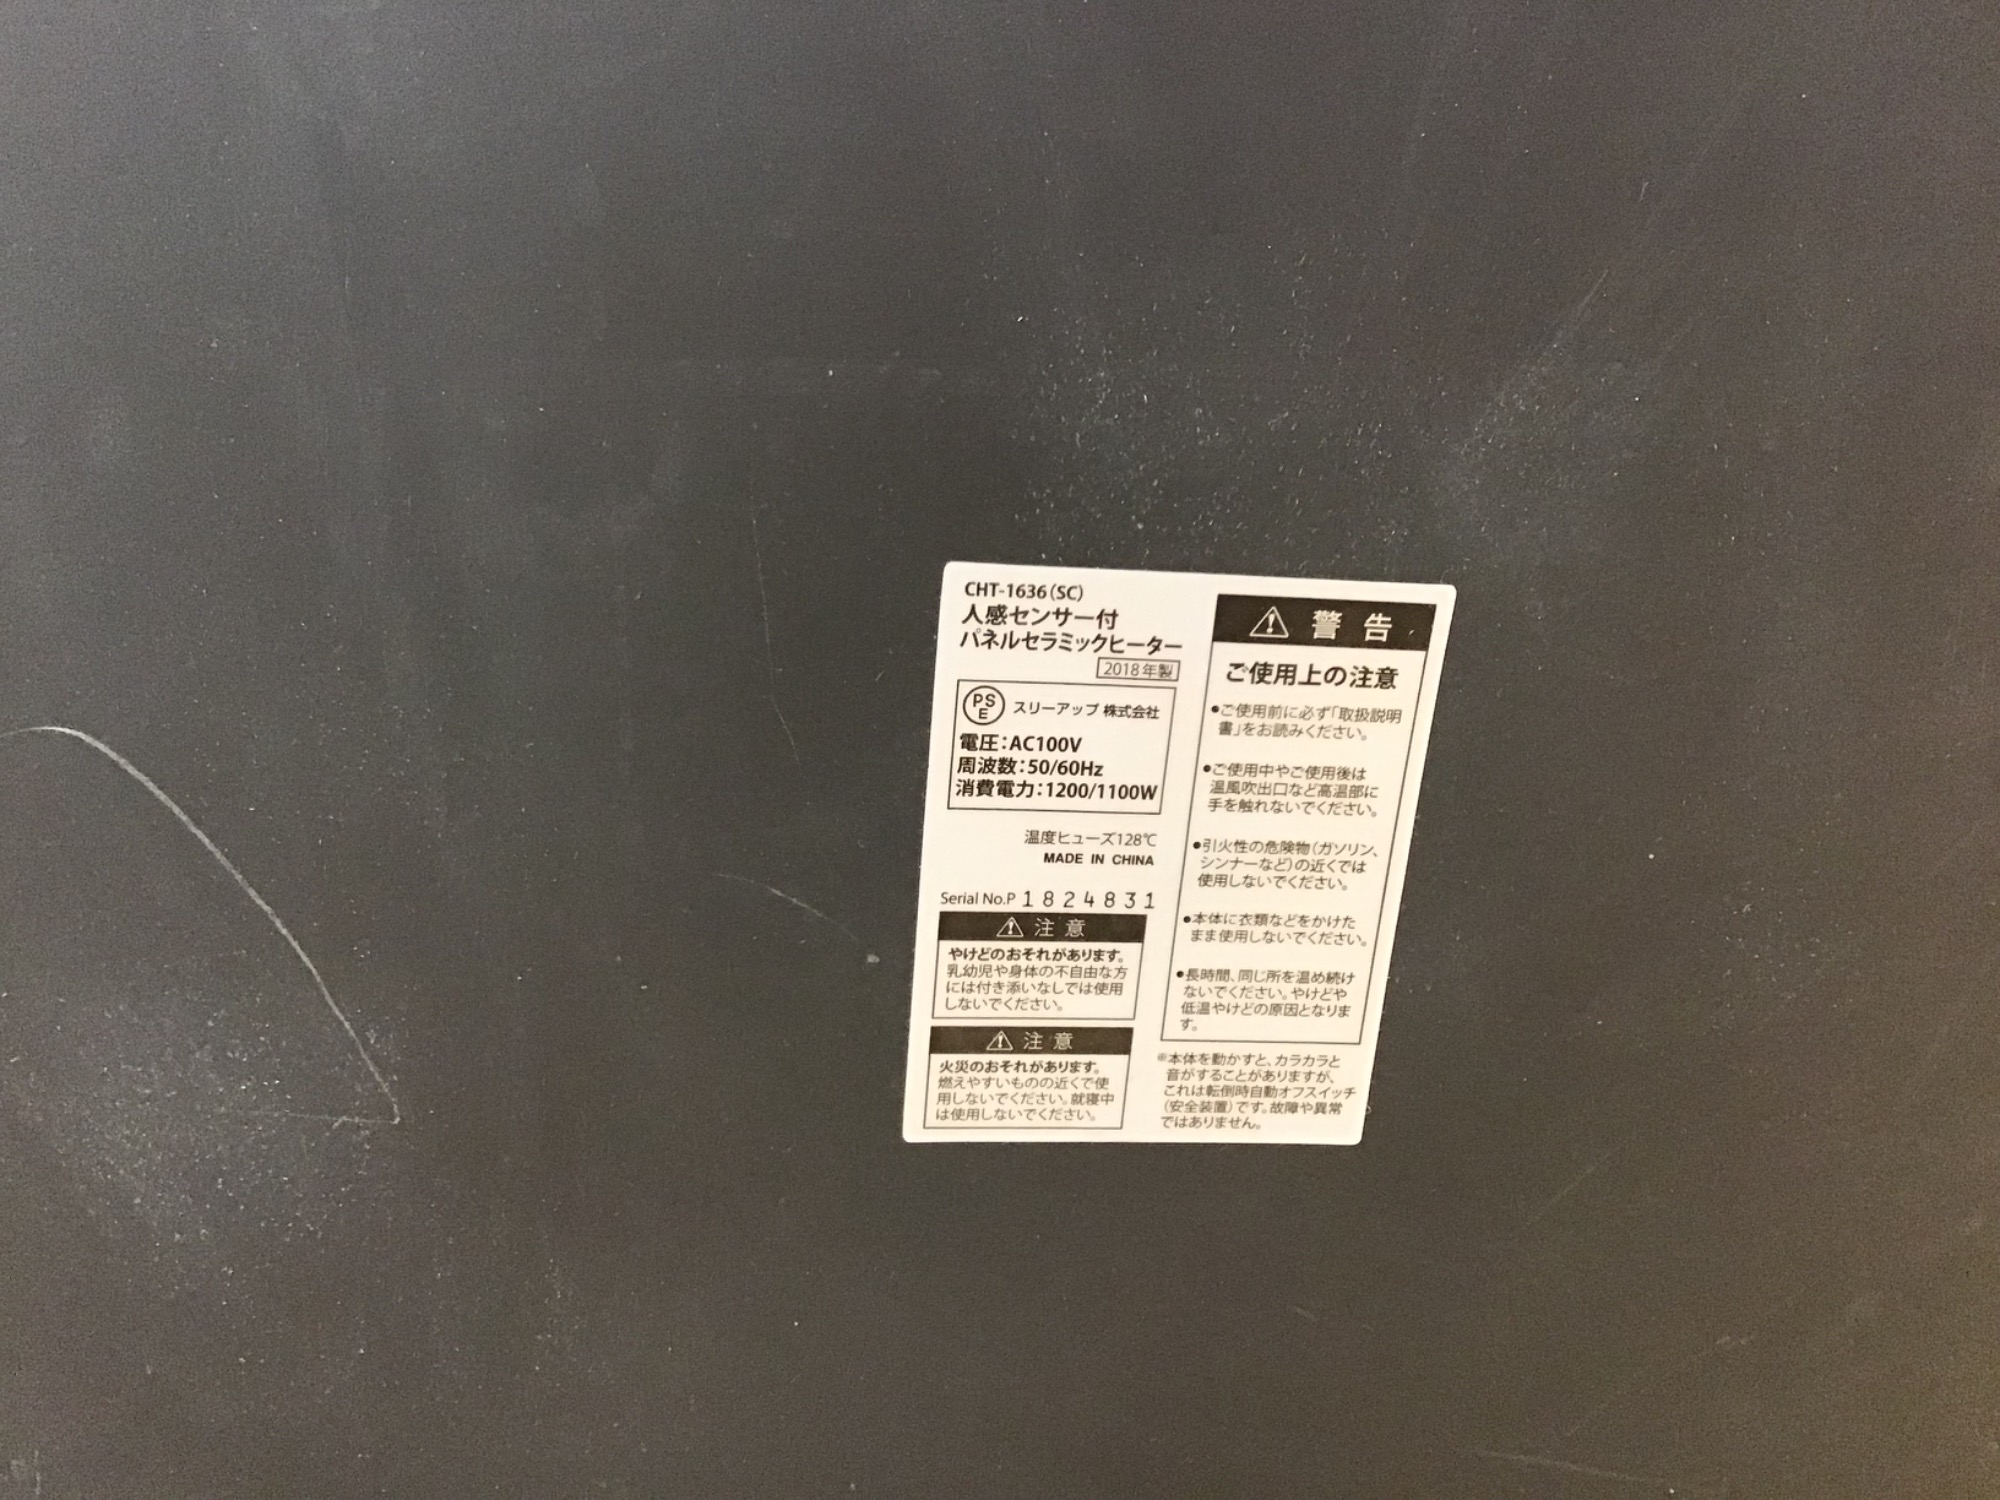 CHT-1636(SC)
人感センサー付
パネルセラミックヒーター
2018年製
PSE
スリーアップ 株式会社
電圧:AC100V
周波数:50/60Hz
消費電力:1200/1100W
温度ヒューズ128℃
MADE IN CHINA
Serial No.P 1824831
⚠ 注意
やけどのおそれがあります。
乳幼児や身体の不自由な方
には付き添いなしでは使用
しないでください。
⚠ 注意
火災のおそれがあります。
燃えやすいものの近くで使
用しないでください。就寝中
は使用しないでください。
⚠ 警告
ご使用上の注意
●ご使用前に必ず「取扱説明
書」をお読みください。
●ご使用中やご使用後は
温風吹出口など高温部に
手を触れないでください。
●引火性の危険物(ガソリン、
シンナーなど)の近くでは
使用しないでください。
●本体に衣類などをかけた
まま使用しないでください。
●長時間、同じ所を温め続け
ないでください。やけどや
低温やけどの原因となりま
す。
※本体を動かすと、カラカラと
音がすることがありますが、
これは転倒時自動オフスイッチ
(安全装置)です。故障や異常
ではありません。